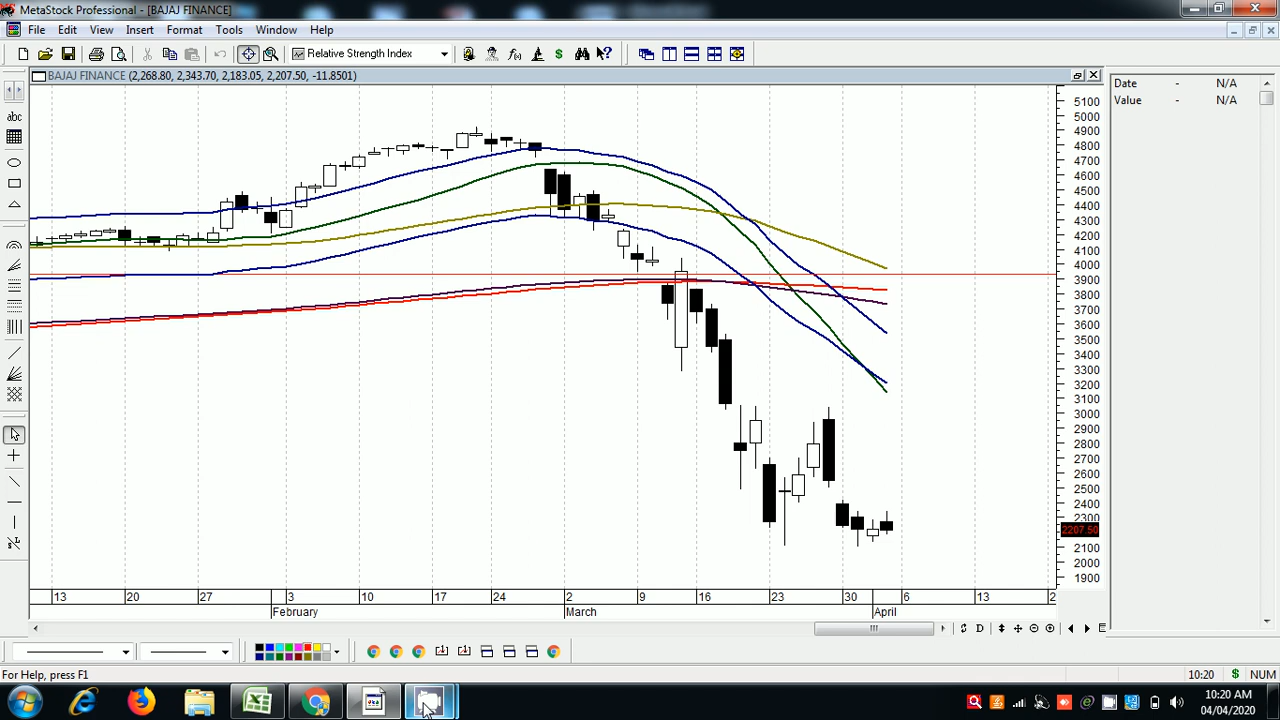 MetaStock Professional - [BAJAJ FINANCE]
File Edit View Insert Format Tools Window Help
Relative Strength Index
BAJAJ FINANCE (2,268.80, 2,343.70, 2,183.05, 2,207.50, -11.8501)
Date - N/A
Value - N/A
abc
5100
5000
4900
4800
4700
4600
4500
4400
4300
4200
4100
4000
3900
3800
3700
3600
3500
3400
3300
3200
3100
3000
2900
2800
2700
2600
2500
2400
2300
2207.50
2100
2000
1900
13 20 27 3 10 17 24 2 9 16 23 30 6 13 2
February March April
For Help, press F1
10:20 $ NUM
10:20 AM
04/04/2020